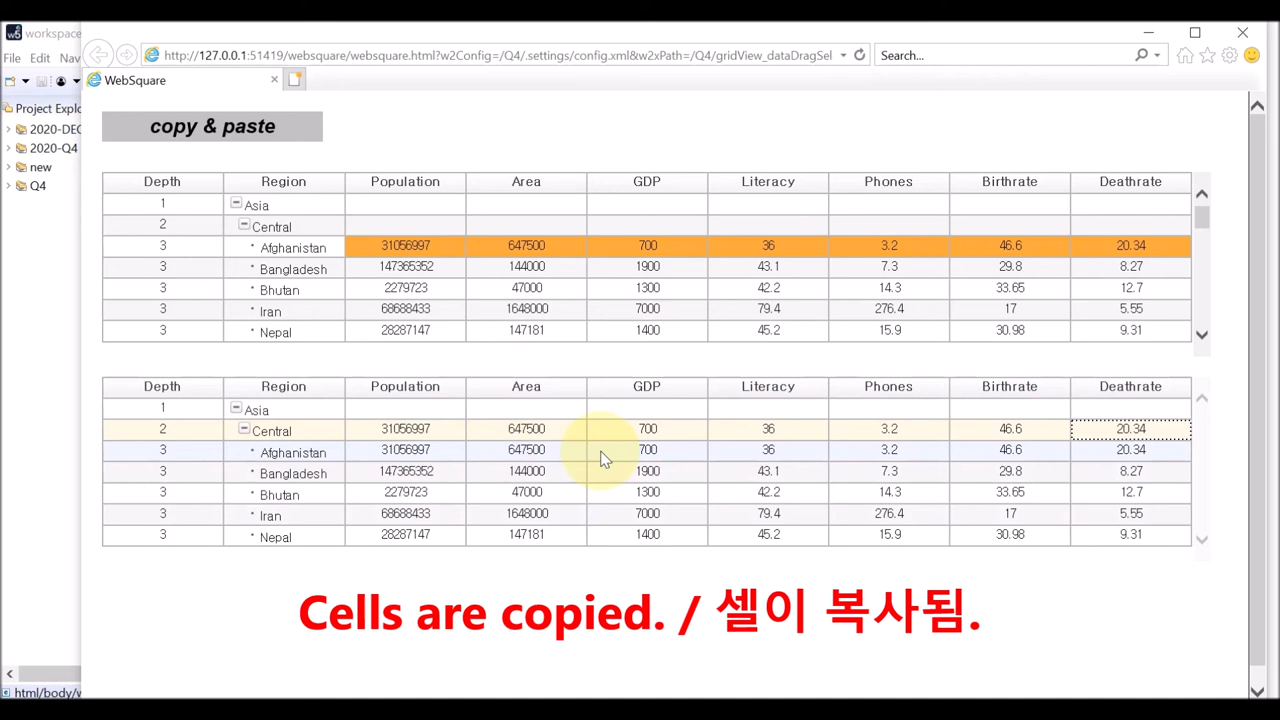 workspace
File Edit Nav
http://127.0.0.1:51419/websquare/websquare.html?w2Config=/Q4/.settings/config.xml&w2xPath=/Q4/gridView_dataDragSel
Search...
WebSquare
Project Explo
2020-DEC
2020-Q4
new
Q4
copy & paste
Depth Region Population Area GDP Literacy Phones Birthrate Deathrate
1 Asia
2 Central
3 Afghanistan 31056997 647500 700 36 3.2 46.6 20.34
3 Bangladesh 147365352 144000 1900 43.1 7.3 29.8 8.27
3 Bhutan 2279723 47000 1300 42.2 14.3 33.65 12.7
3 Iran 68688433 1648000 7000 79.4 276.4 17 5.55
3 Nepal 28287147 147181 1400 45.2 15.9 30.98 9.31
Depth Region Population Area GDP Literacy Phones Birthrate Deathrate
1 Asia
2 Central 31056997 647500 700 36 3.2 46.6 20.34
3 Afghanistan 31056997 647500 700 36 3.2 46.6 20.34
3 Bangladesh 147365352 144000 1900 43.1 7.3 29.8 8.27
3 Bhutan 2279723 47000 1300 42.2 14.3 33.65 12.7
3 Iran 68688433 1648000 7000 79.4 276.4 17 5.55
3 Nepal 28287147 147181 1400 45.2 15.9 30.98 9.31
Cells are copied. / 셀이 복사됨.
html/body/w